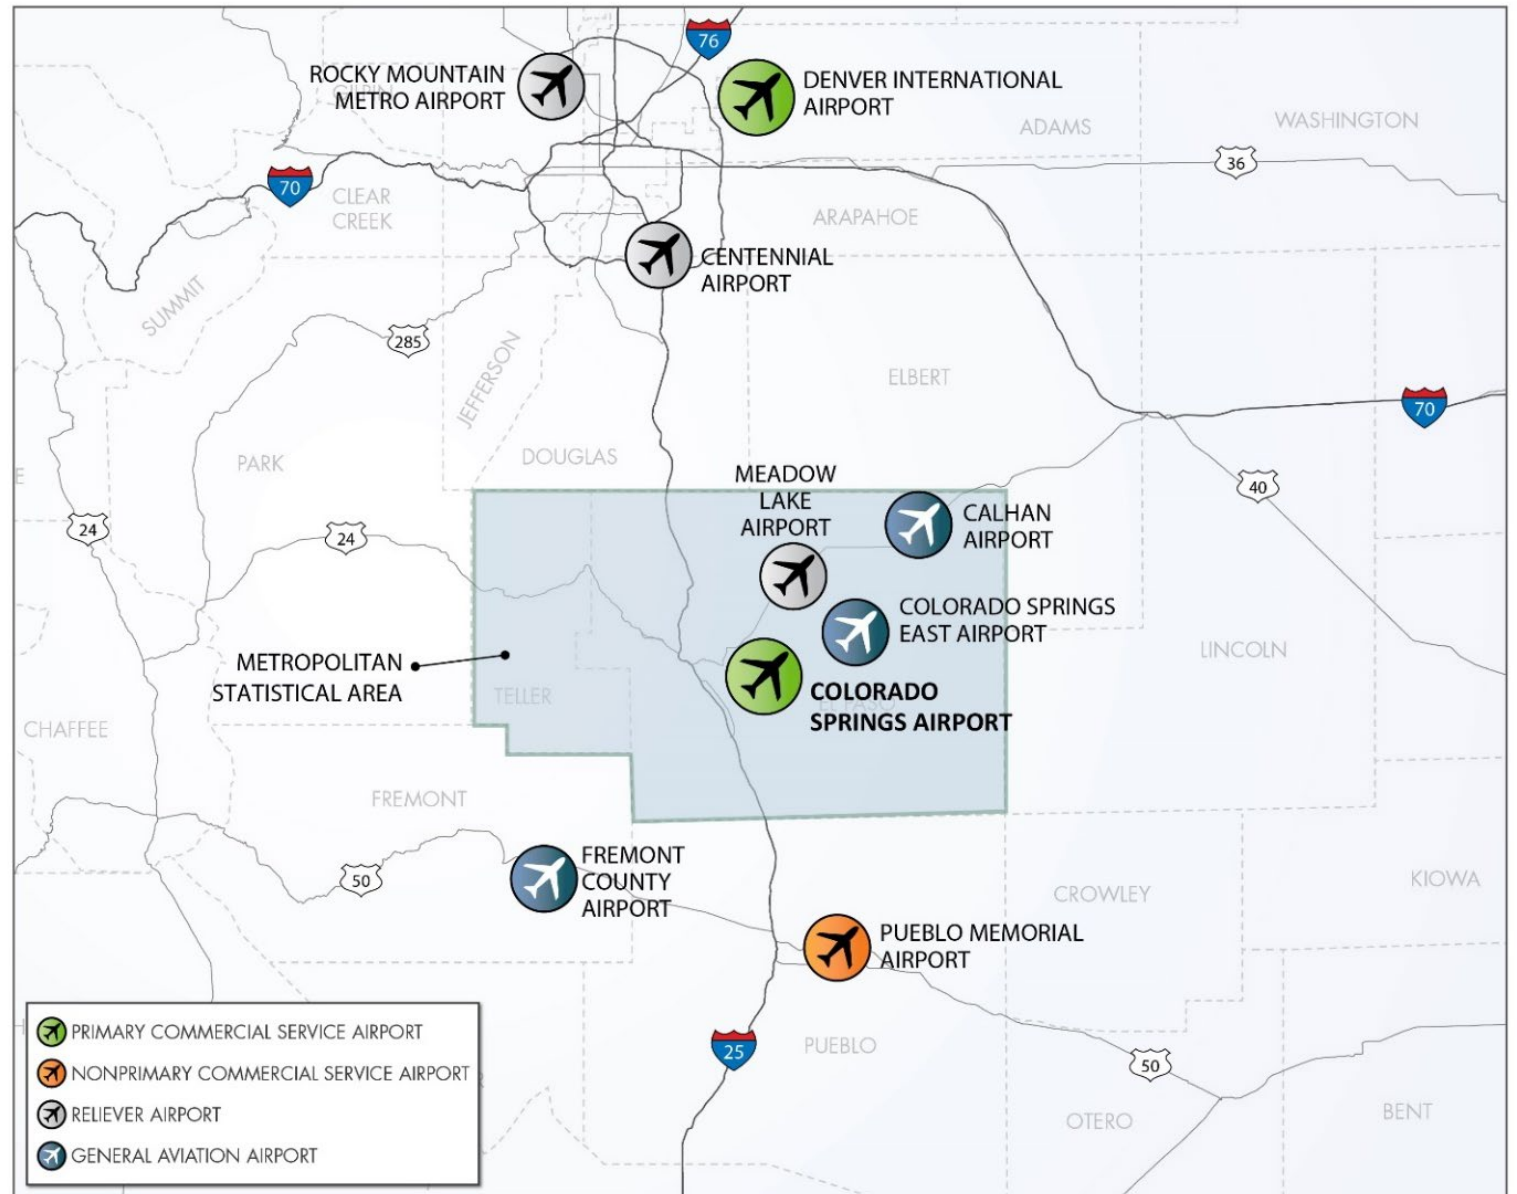 76
ROCKY MOUNTAIN
METRO AIRPORT
GILPIN
DENVER INTERNATIONAL
AIRPORT
ADAMS
WASHINGTON
36
70
CLEAR
CREEK
ARAPAHOE
CENTENNIAL
AIRPORT
SUMMIT
285
JEFFERSON
ELBERT
70
PARK
DOUGLAS
E
MEADOW
LAKE
AIRPORT
40
24
24
CALHAN
AIRPORT
COLORADO SPRINGS
EAST AIRPORT
METROPOLITAN
STATISTICAL AREA
LINCOLN
TELLER
COLORADO
SPRINGS AIRPORT
EL PASO
CHAFFEE
FREMONT
FREMONT
COUNTY
AIRPORT
50
CROWLEY
KIOWA
PUEBLO MEMORIAL
AIRPORT
25
PUEBLO
50
OTERO
BENT
PRIMARY COMMERCIAL SERVICE AIRPORT
NONPRIMARY COMMERCIAL SERVICE AIRPORT
RELIEVER AIRPORT
GENERAL AVIATION AIRPORT